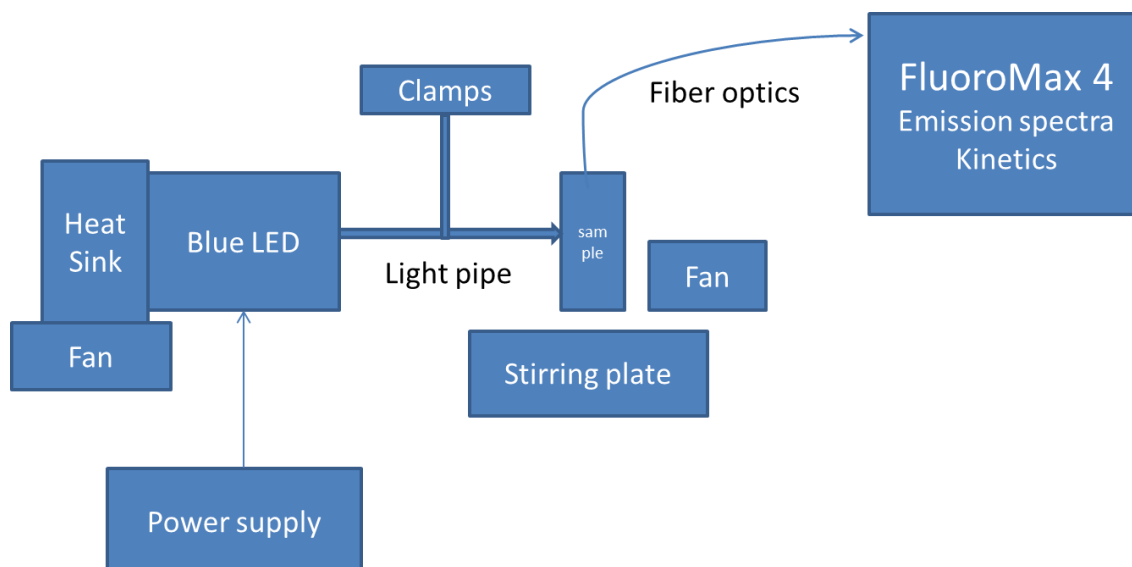 Clamps
Fiber optics
FluoroMax 4
Emission spectra
Kinetics
Heat
Sink
Blue LED
sam
ple
Light pipe
Fan
Fan
Stirring plate
Power supply